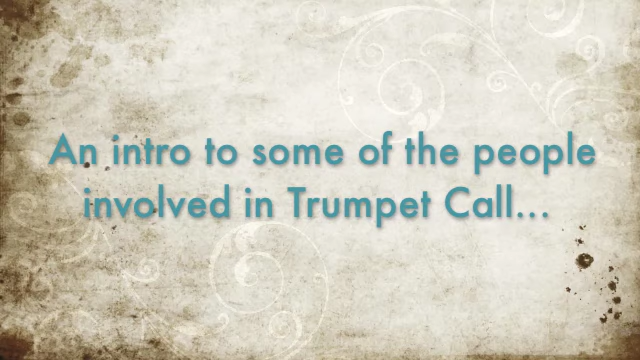 An intro to some of the people
involved in Trumpet Call...